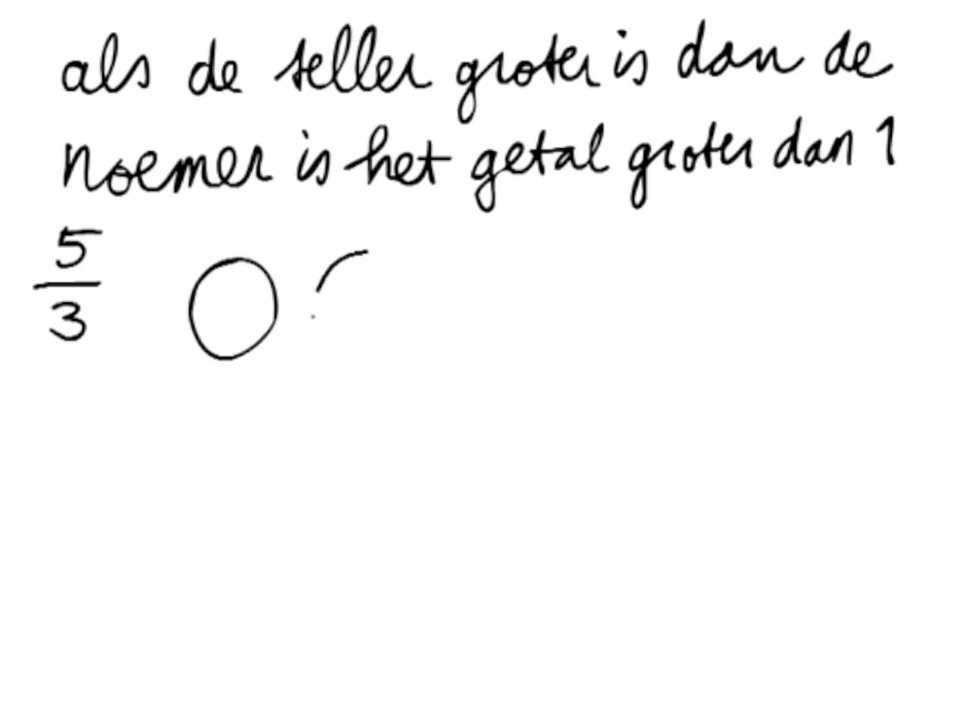 als de teller groter is dan de
noemer is het getal groter dan 1
5
3